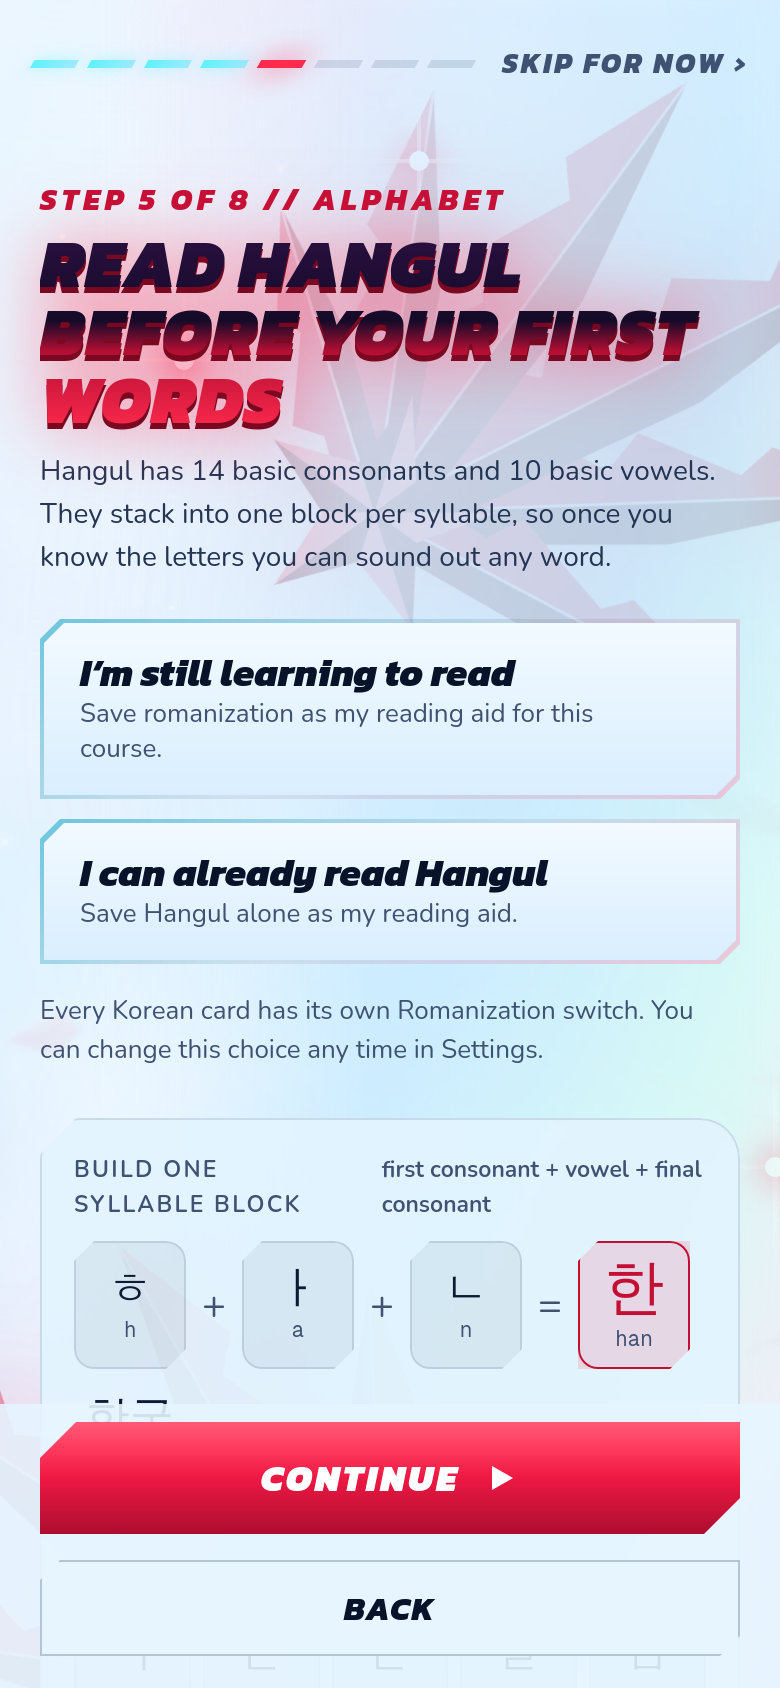 SKIP FOR NOW >
STEP 5 OF 8 // ALPHABET
READ HANGUL
BEFORE YOUR FIRST
WORDS
Hangul has 14 basic consonants and 10 basic vowels.
They stack into one block per syllable, so once you
know the letters you can sound out any word.
I’m still learning to read
Save romanization as my reading aid for this
course.
I can already read Hangul
Save Hangul alone as my reading aid.
Every Korean card has its own Romanization switch. You
can change this choice any time in Settings.
BUILD ONE
SYLLABLE BLOCK
first consonant + vowel + final
consonant
ㅎ + ㅏ + ㄴ = 한
h a n han
CONTINUE
BACK